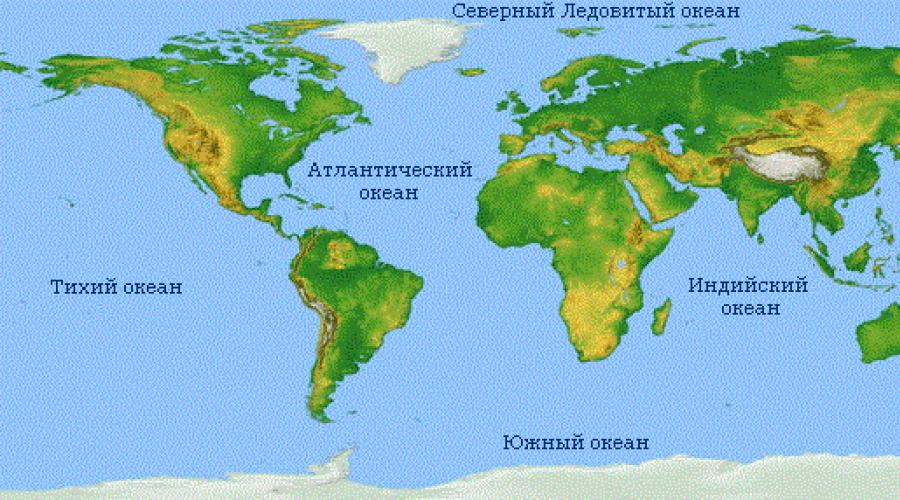 Северный Ледовитый океан
Атлантический
океан
Тихий океан
Индийский
океан
Южный океан